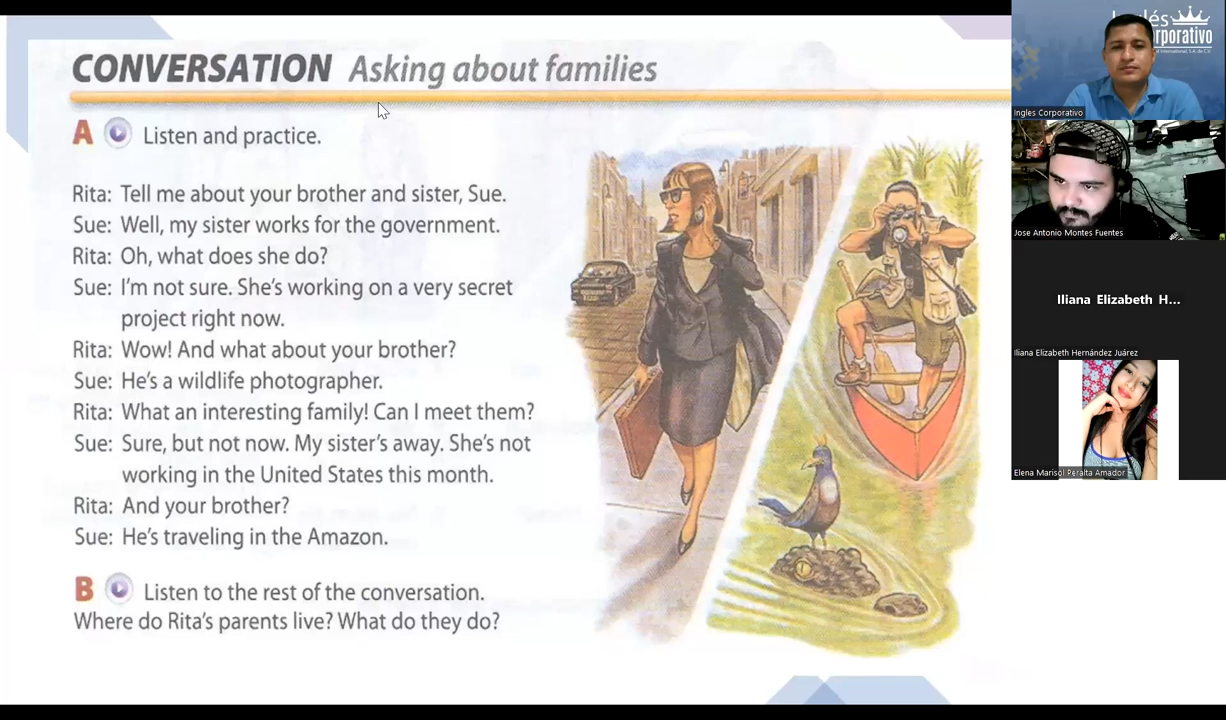 CONVERSATION Asking about families
A Listen and practice.
Rita: Tell me about your brother and sister, Sue.
Sue: Well, my sister works for the government.
Rita: Oh, what does she do?
Sue: I'm not sure. She's working on a very secret
project right now.
Rita: Wow! And what about your brother?
Sue: He's a wildlife photographer.
Rita: What an interesting family! Can I meet them?
Sue: Sure, but not now. My sister's away. She's not
working in the United States this month.
Rita: And your brother?
Sue: He's traveling in the Amazon.
B Listen to the rest of the conversation.
Where do Rita's parents live? What do they do?
Ingles Corporativo
Jose Antonio Montes Fuentes
Iliana Elizabeth H...
Iliana Elizabeth Hernández Juárez
Elena Marisol Peralta Amador